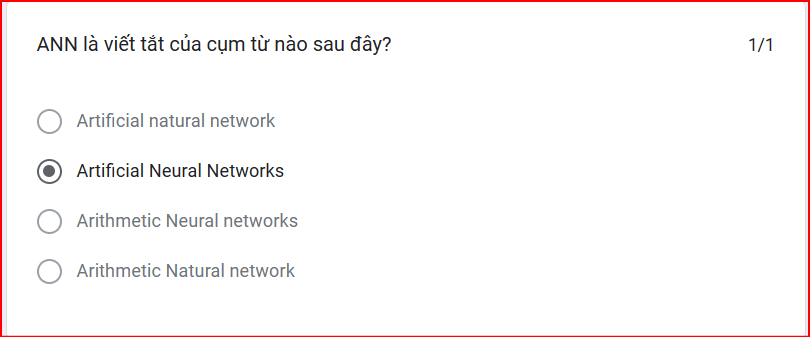 ANN là viết tắt của cụm từ nào sau đây? 1/1
Artificial natural network
Artificial Neural Networks
Arithmetic Neural networks
Arithmetic Natural network